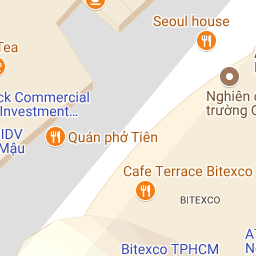 Seoul house
Tea
Nghiên
trường
ck Commercial
Investment...
IDV
Mậu
Quán phở Tiên
Cafe Terrace Bitexco
BITEXCO
Bitexco TPHCM